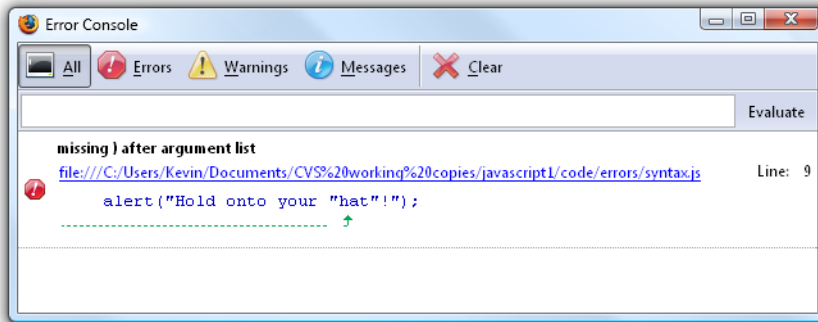 Error Console
All Errors Warnings Messages Clear
Evaluate
missing ) after argument list
file:///C:/Users/Kevin/Documents/CVS%20working%20copies/javascript1/code/errors/syntax.js Line: 9
alert("Hold onto your "hat"!");